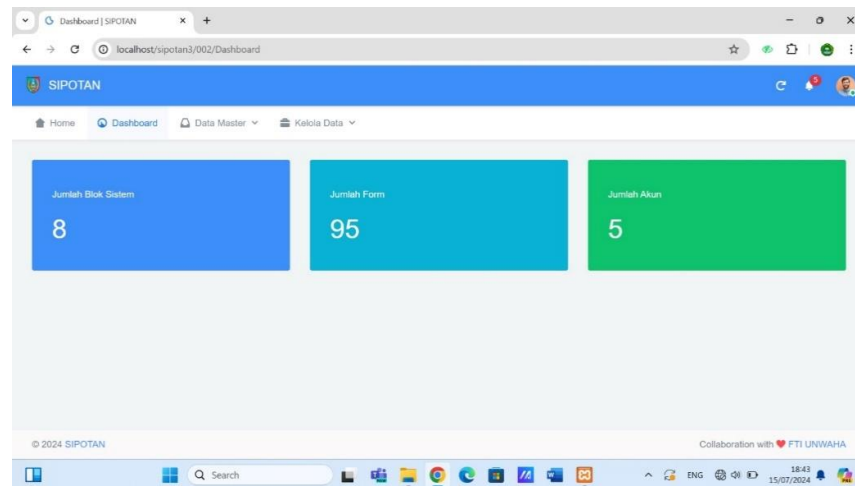 Dashboard | SIPOTAN
localhost/sipotan3/002/Dashboard
SIPOTAN
5
Home Dashboard Data Master Kelola Data
Jumlah Blok Sistem
8
Jumlah Form
95
Jumlah Akun
5
© 2024 SIPOTAN
Collaboration with ❤ FTI UNWAHA
Search
ENG
18:43
15/07/2024